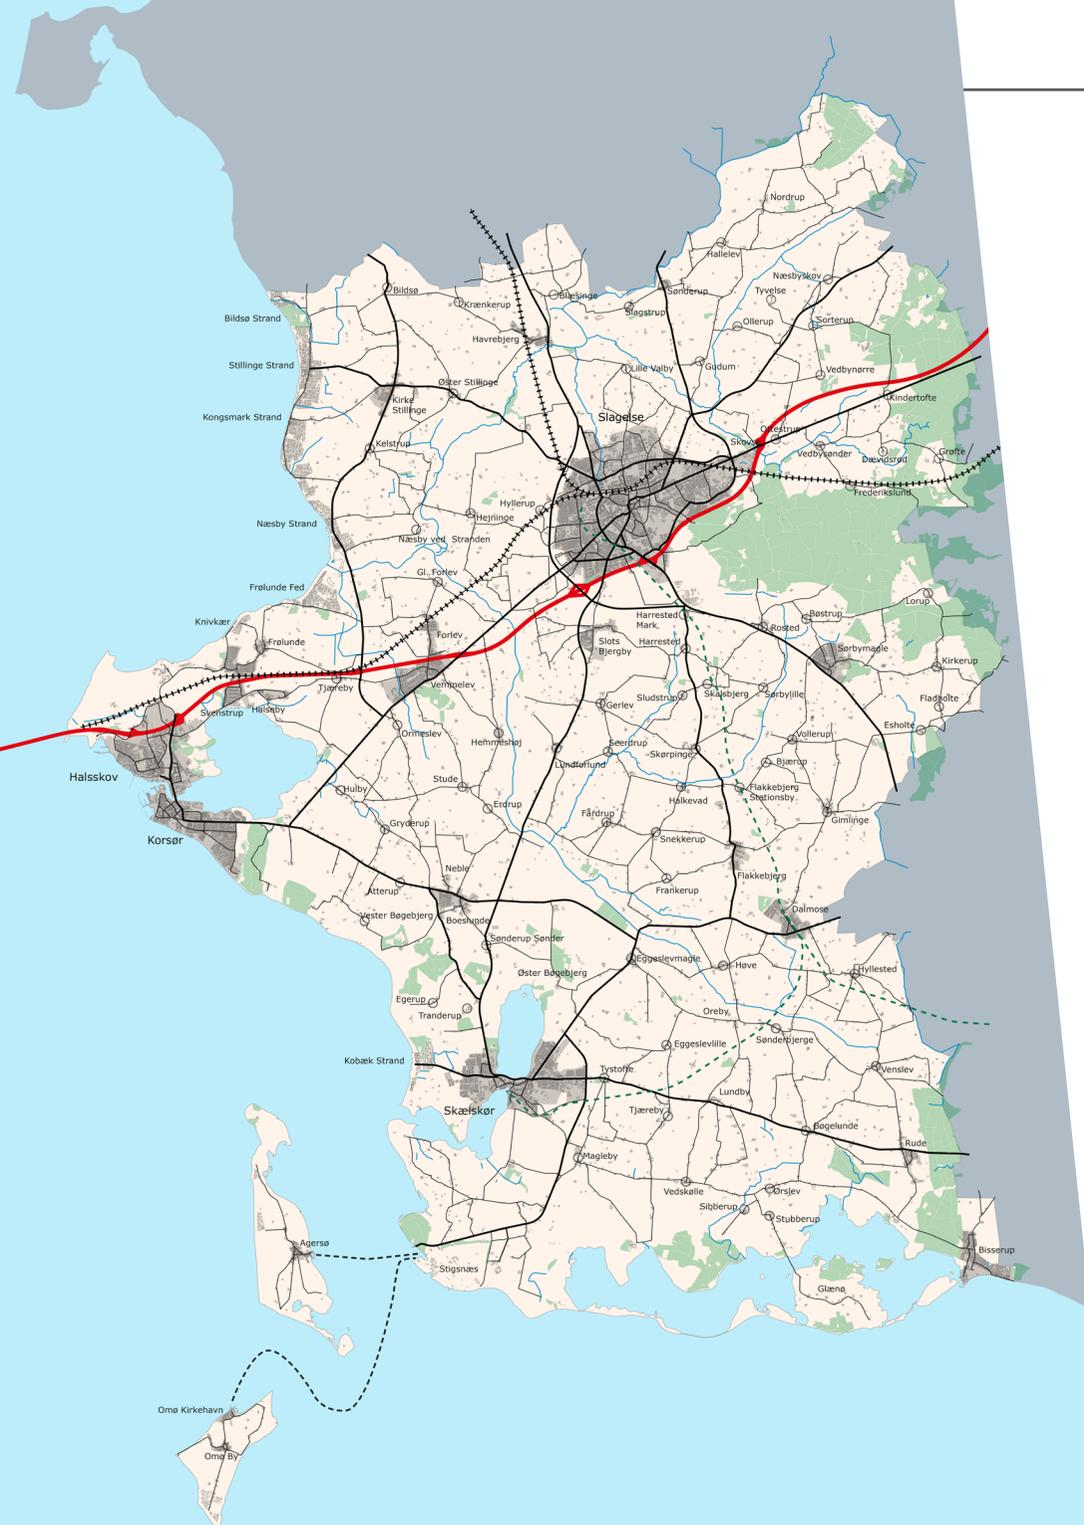 Nordrup
Hallelev
Næsbyskov
Bildsø
Krænkerup
Blæsinge
Sønderup
Tyvelse
Slagstrup
Bildsø Strand
Ollerup
Sorterup
Havrebjerg
Stillinge Strand
Lille Valby
Gudum
Vedbynørre
Øster Stillinge
Kirke
Stillinge
Kindertofte
Kongsmark Strand
Slagelse
Ottestrup
Skovsø
Kelstrup
Vedbysønder
Dævidsrød
Grøfte
Frederikslund
Hyllerup
Hejninge
Næsby Strand
Næsby ved Stranden
Gl. Forlev
Frølunde Fed
Lorup
Harrested
Mark.
Bøstrup
Knivkær
Rosted
Frølunde
Forlev
Slots
Bjergby
Harrested
Sørbymagle
Kirkerup
Tjæreby
Vemmelev
Skalsbjerg
Sludstrup
Sørbylille
Fladholte
Svenstrup
Halseby
Gerlev
Esholte
Ormeslev
Hemmeshøj
Seerdrup
Vollerup
Skørpinge
Lundforlund
Bjærup
Halsskov
Stude
Hulby
Flakkebjerg
Stationsby
Halkevad
Erdrup
Fårdrup
Gimlinge
Gryderup
Korsør
Snekkerup
Neble
Flakkebjerg
Atterup
Frankerup
Dalmose
Vester Bøgebjerg
Boeslunde
Sønderup Sønder
Eggeslevmagle
Høve
Hyllested
Øster Bøgebjerg
Egerup
Tranderup
Oreby
Sønderbjerge
Eggeslevlille
Kobæk Strand
Tystofte
Venslev
Lundby
Skælskør
Tjæreby
Bøgelunde
Rude
Magleby
Vedskølle
Ørslev
Sibberup
Stubberup
Agersø
Bisserup
Stigsnæs
Glænø
Omø Kirkehavn
Omø By